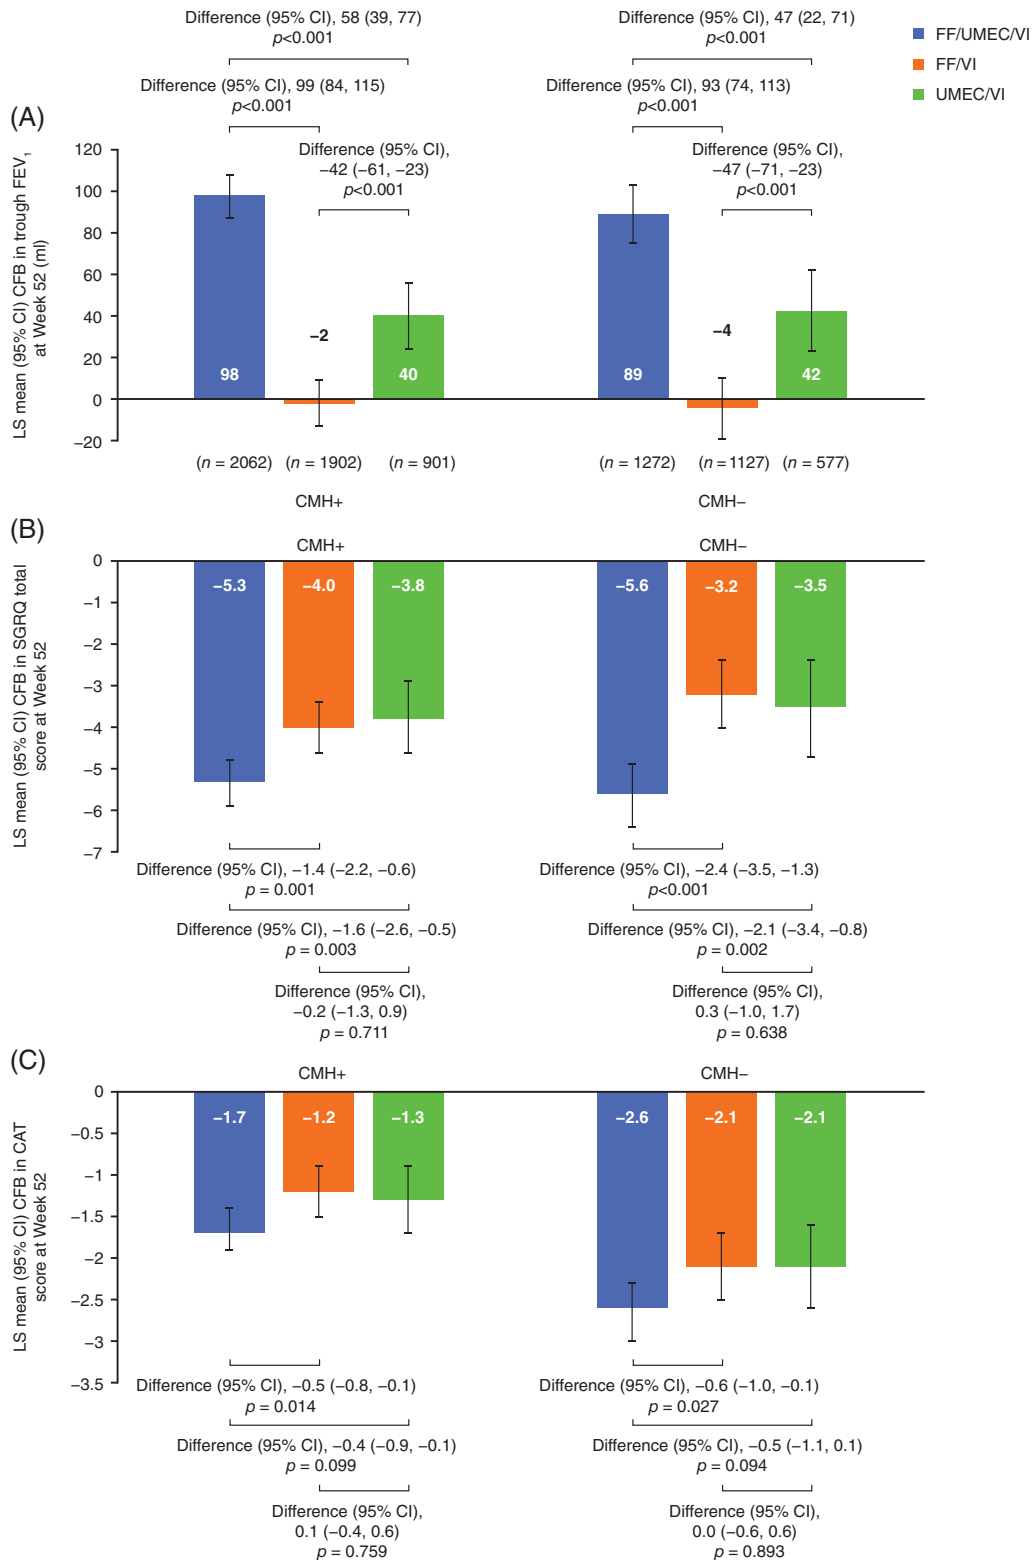 Difference (95% CI), 58 (39, 77)
p<0.001
Difference (95% CI), 47 (22, 71)
p<0.001
FF/UMEC/VI
FF/VI
UMEC/VI
Difference (95% CI), 99 (84, 115)
p<0.001
Difference (95% CI), 93 (74, 113)
p<0.001
(A)
Difference (95% CI),
−42 (−61, −23)
p<0.001
Difference (95% CI),
−47 (−71, −23)
p<0.001
LS mean (95% CI) CFB in trough FEV₁
at Week 52 (ml)
120
100
80
60
40
20
0
−20
98
−2
40
89
−4
42
(n = 2062)
(n = 1902)
(n = 901)
(n = 1272)
(n = 1127)
(n = 577)
CMH+
CMH−
(B)
CMH+
CMH−
LS mean (95% CI) CFB in SGRQ total
score at Week 52
0
−1
−2
−3
−4
−5
−6
−7
−5.3
−4.0
−3.8
−5.6
−3.2
−3.5
Difference (95% CI), −1.4 (−2.2, −0.6)
p = 0.001
Difference (95% CI), −2.4 (−3.5, −1.3)
p<0.001
Difference (95% CI), −1.6 (−2.6, −0.5)
p = 0.003
Difference (95% CI), −2.1 (−3.4, −0.8)
p = 0.002
Difference (95% CI),
−0.2 (−1.3, 0.9)
p = 0.711
Difference (95% CI),
0.3 (−1.0, 1.7)
p = 0.638
(C)
CMH+
CMH−
LS mean (95% CI) CFB in CAT
score at Week 52
0
−0.5
−1
−1.5
−2
−2.5
−3
−3.5
−1.7
−1.2
−1.3
−2.6
−2.1
−2.1
Difference (95% CI), −0.5 (−0.8, −0.1)
p = 0.014
Difference (95% CI), −0.6 (−1.0, −0.1)
p = 0.027
Difference (95% CI), −0.4 (−0.9, −0.1)
p = 0.099
Difference (95% CI), −0.5 (−1.1, 0.1)
p = 0.094
Difference (95% CI),
0.1 (−0.4, 0.6)
p = 0.759
Difference (95% CI),
0.0 (−0.6, 0.6)
p = 0.893